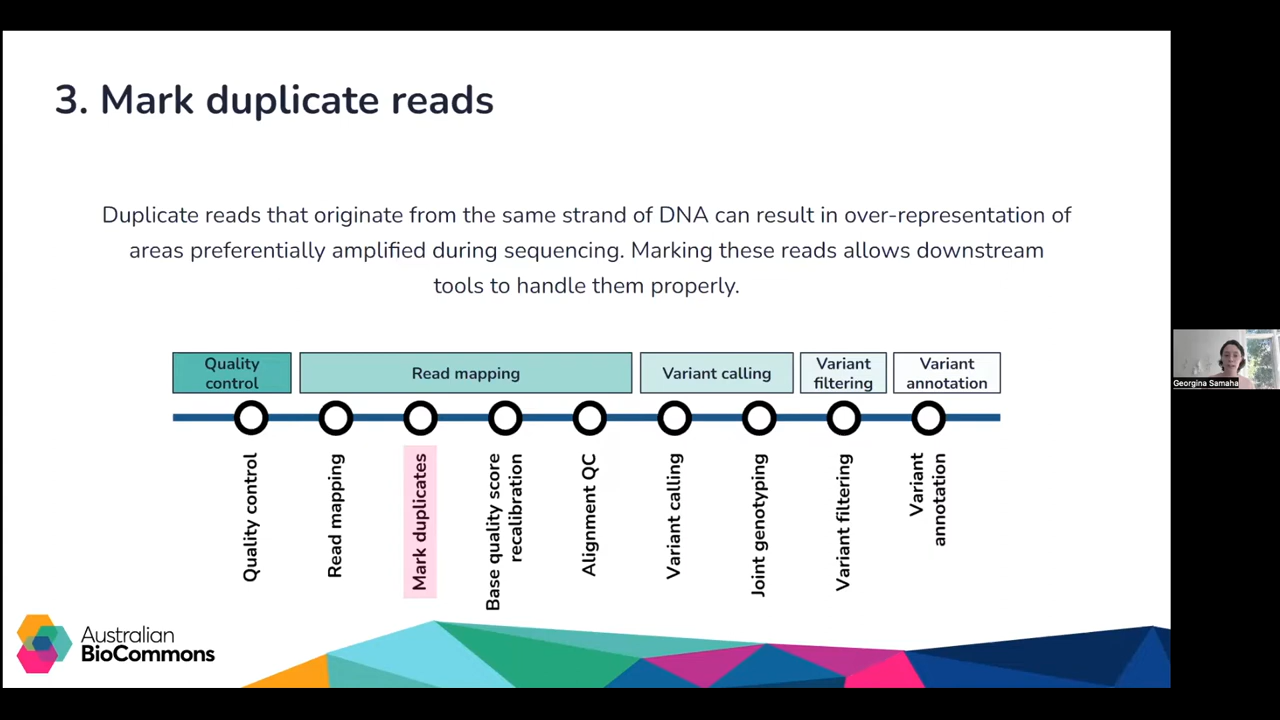 3. Mark duplicate reads
Duplicate reads that originate from the same strand of DNA can result in over-representation of
areas preferentially amplified during sequencing. Marking these reads allows downstream
tools to handle them properly.
Quality
control
Read mapping
Variant calling
Variant
filtering
Variant
annotation
Quality control
Read mapping
Mark duplicates
Base quality score
recalibration
Alignment QC
Variant calling
Joint genotyping
Variant filtering
Variant
annotation
Australian
BioCommons
Georgina Samaha